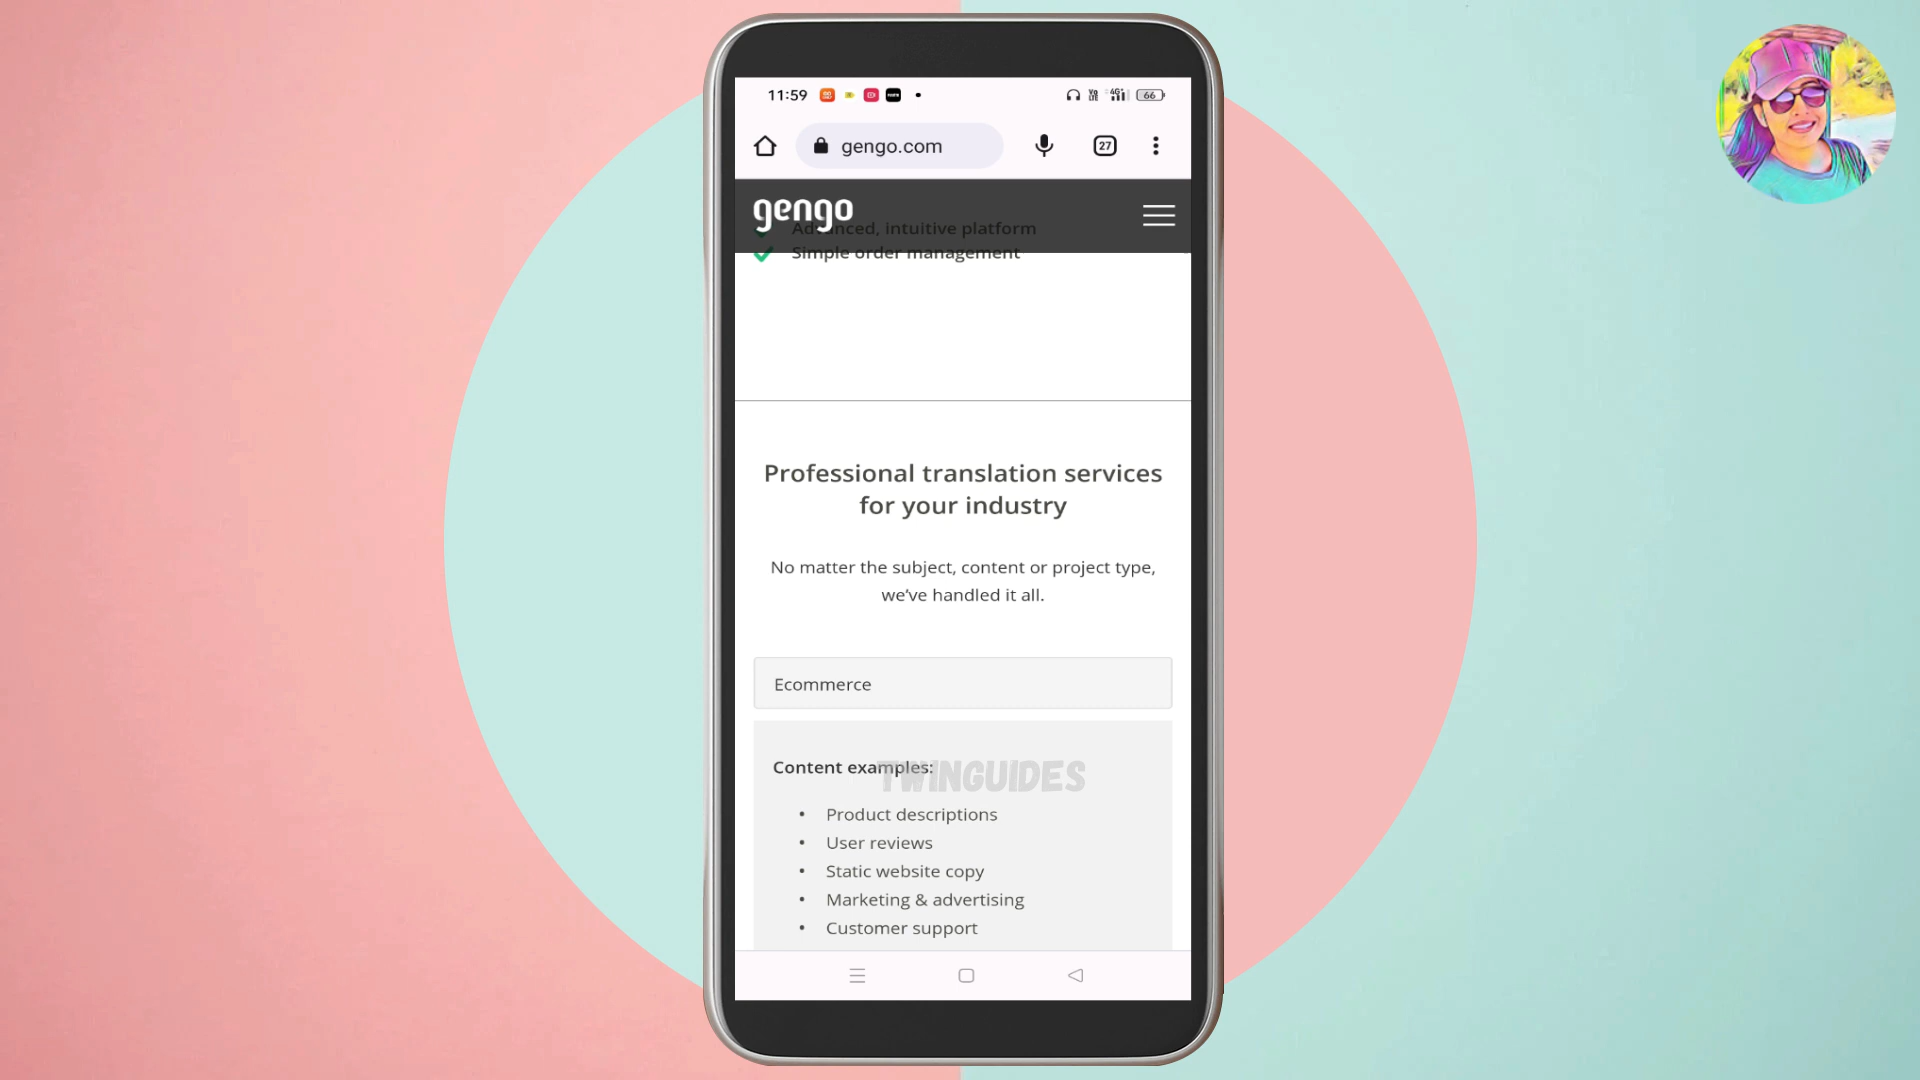 11:59
4G+
66
gengo.com
27
gengo
Advanced, intuitive platform
Simple order management
Professional translation services
for your industry
No matter the subject, content or project type,
we've handled it all.
Ecommerce
Content examples:
TWINGUIDES
• Product descriptions
• User reviews
• Static website copy
• Marketing & advertising
• Customer support